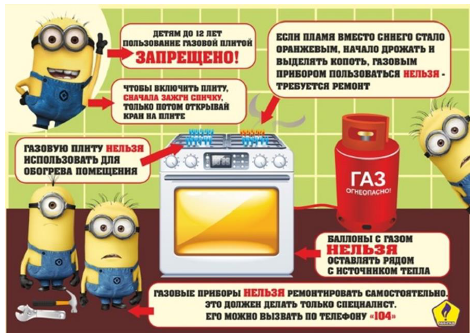 ДЕТЯМ ДО 12 ЛЕТ
ПОЛЬЗОВАНИЕ ГАЗОВОЙ ПЛИТОЙ
ЗАПРЕЩЕНО!
ЧТОБЫ ВКЛЮЧИТЬ ПЛИТУ,
СНАЧАЛА ЗАЖГИ СПИЧКУ,
ТОЛЬКО ПОТОМ ОТКРЫВАЙ
КРАН НА ПЛИТЕ
ЕСЛИ ПЛАМЯ ВМЕСТО СИНЕГО СТАЛО
ОРАНЖЕВЫМ, НАЧАЛО ДРОЖАТЬ И
ВЫДЕЛЯТЬ КОПОТЬ, ГАЗОВЫМ
ПРИБОРОМ ПОЛЬЗОВАТЬСЯ НЕЛЬЗЯ -
ТРЕБУЕТСЯ РЕМОНТ
ГАЗОВУЮ ПЛИТУ НЕЛЬЗЯ
ИСПОЛЬЗОВАТЬ ДЛЯ
ОБОГРЕВА ПОМЕЩЕНИЯ
ГАЗ
ОГНЕОПАСНО!
БАЛЛОНЫ С ГАЗОМ
НЕЛЬЗЯ
ОСТАВЛЯТЬ РЯДОМ
С ИСТОЧНИКОМ ТЕПЛА
ГАЗОВЫЕ ПРИБОРЫ НЕЛЬЗЯ РЕМОНТИРОВАТЬ САМОСТОЯТЕЛЬНО.
ЭТО ДОЛЖЕН ДЕЛАТЬ ТОЛЬКО СПЕЦИАЛИСТ.
ЕГО МОЖНО ВЫЗВАТЬ ПО ТЕЛЕФОНУ «104»